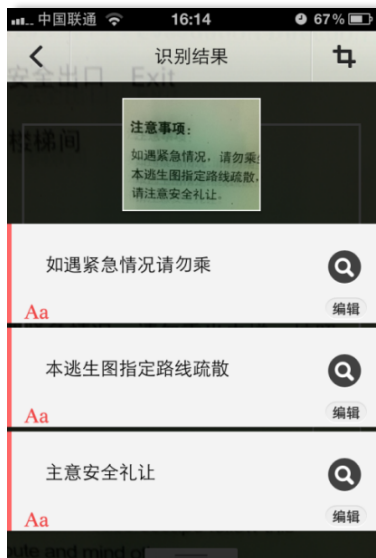 中国联通 16:14 67%
识别结果
安全出口 Exit
楼梯间
注意事项:
如遇紧急情况，请勿乘
本逃生图指定路线疏散，
请注意安全礼让.
如遇紧急情况请勿乘
Aa 编辑
本逃生图指定路线疏散
Aa 编辑
主意安全礼让
Aa 编辑
and mind of